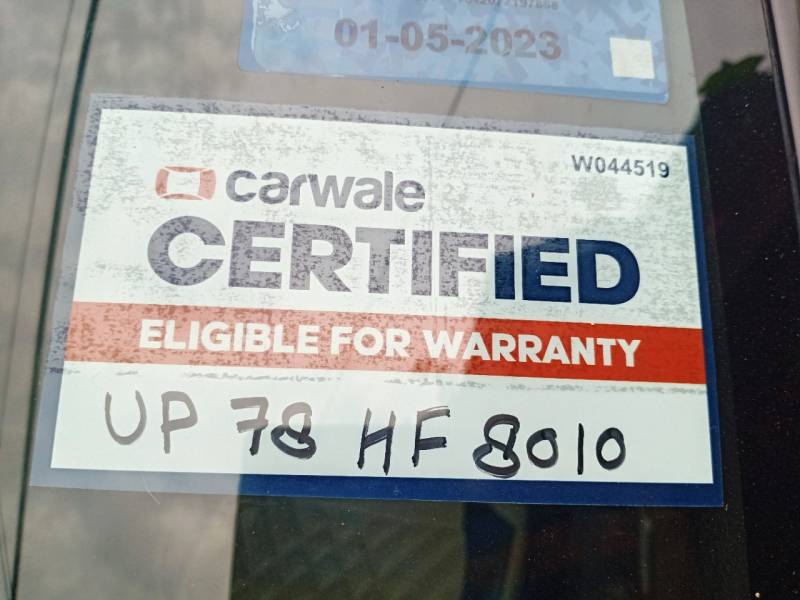 01-05-2023
W044519
carwale
CERTIFIED
ELIGIBLE FOR WARRANTY
UP 78 HF 8010